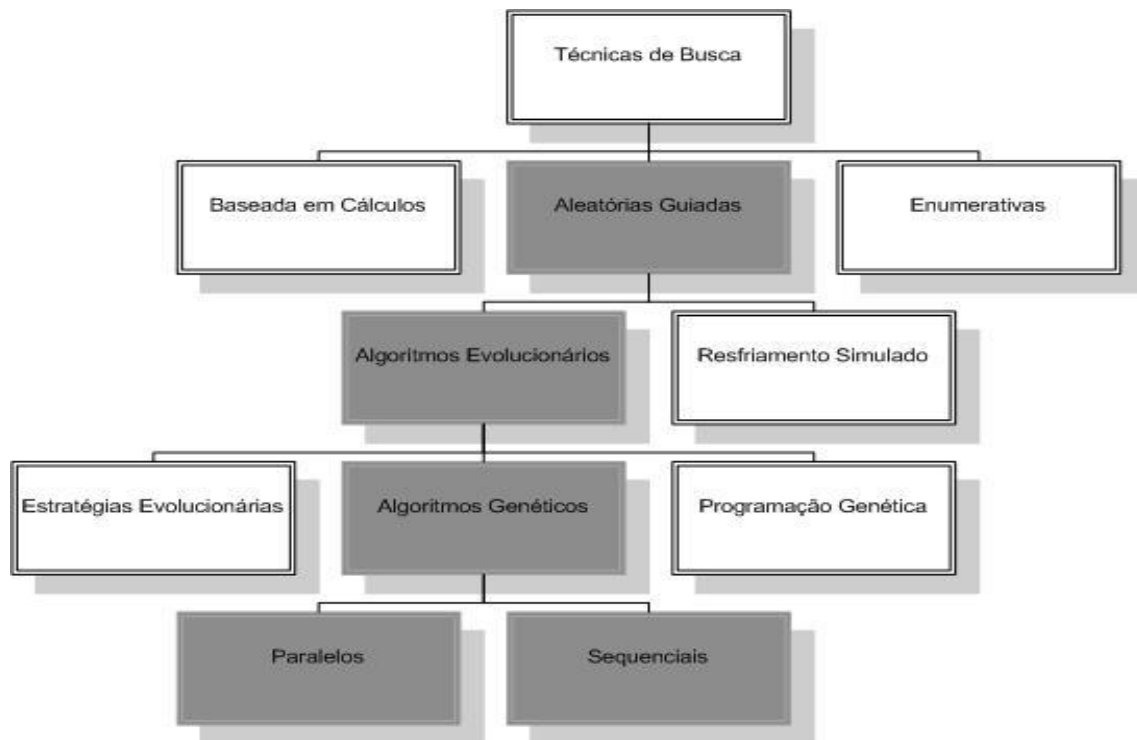 Técnicas de Busca
Baseada em Cálculos
Aleatórias Guiadas
Enumerativas
Algoritmos Evolucionários
Resfriamento Simulado
Estratégias Evolucionárias
Algoritmos Genéticos
Programação Genética
Paralelos
Sequenciais